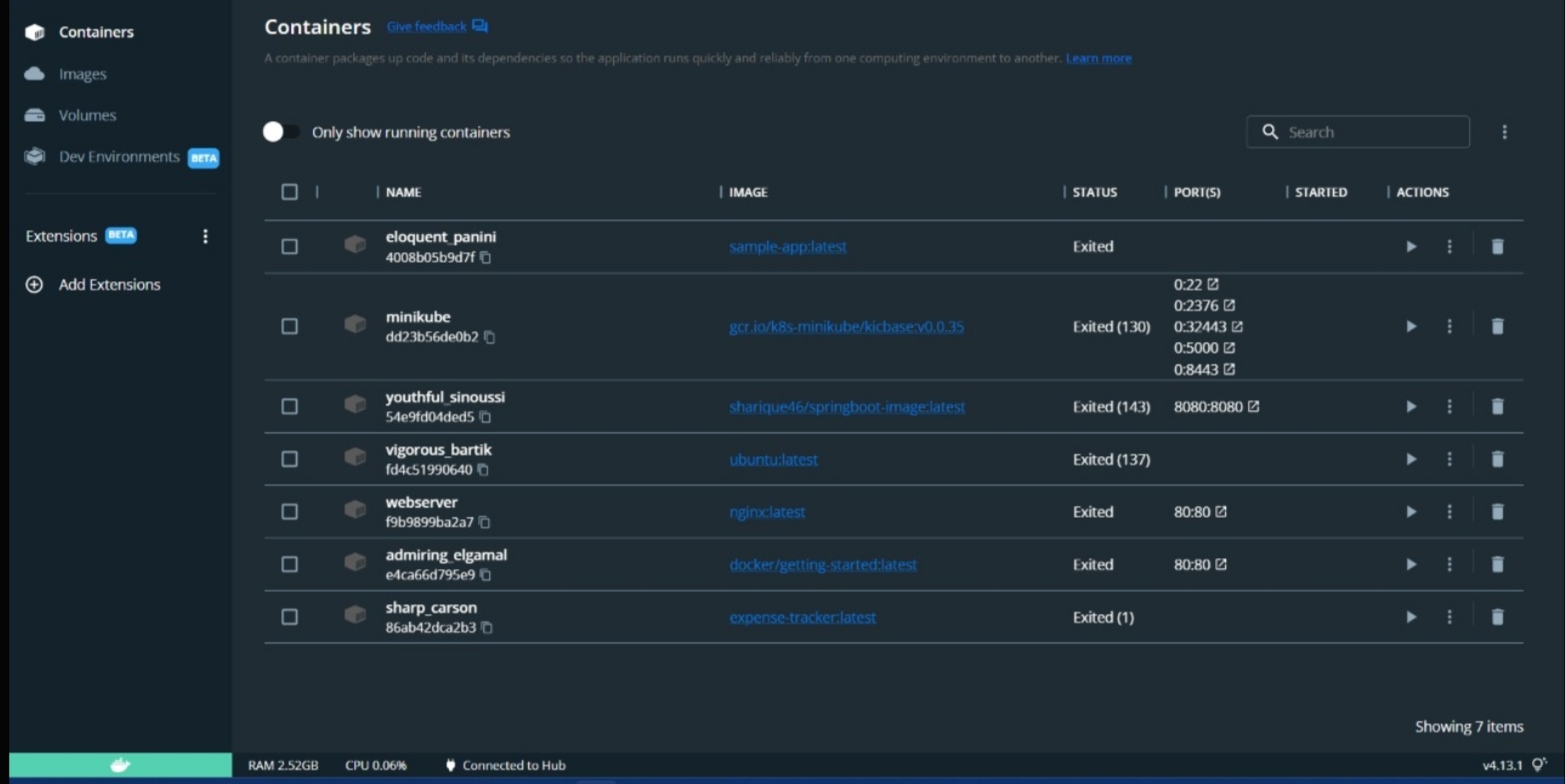 Containers
Images
Volumes
Dev Environments BETA
Extensions BETA
Add Extensions
Containers Give feedback
A container packages up code and its dependencies so the application runs quickly and reliably from one computing environment to another. Learn more
Only show running containers
Search
NAME IMAGE STATUS PORT(S) STARTED ACTIONS
eloquent_panini
4008b05b9d7f
sample-app:latest
Exited
minikube
dd23b56de0b2
gcr.io/k8s-minikube/kicbase:v0.0.35
Exited (130)
0:22
0:2376
0:32443
0:5000
0:8443
youthful_sinoussi
54e9fd04ded5
sharique46/springboot-image:latest
Exited (143)
8080:8080
vigorous_bartik
fd4c51990640
ubuntu:latest
Exited (137)
webserver
f9b9899ba2a7
nginx:latest
Exited
80:80
admiring_elgamal
e4ca66d795e9
docker/getting-started:latest
Exited
80:80
sharp_carson
86ab42dca2b3
expense-tracker:latest
Exited (1)
Showing 7 items
RAM 2.52GB CPU 0.06% Connected to Hub v4.13.1